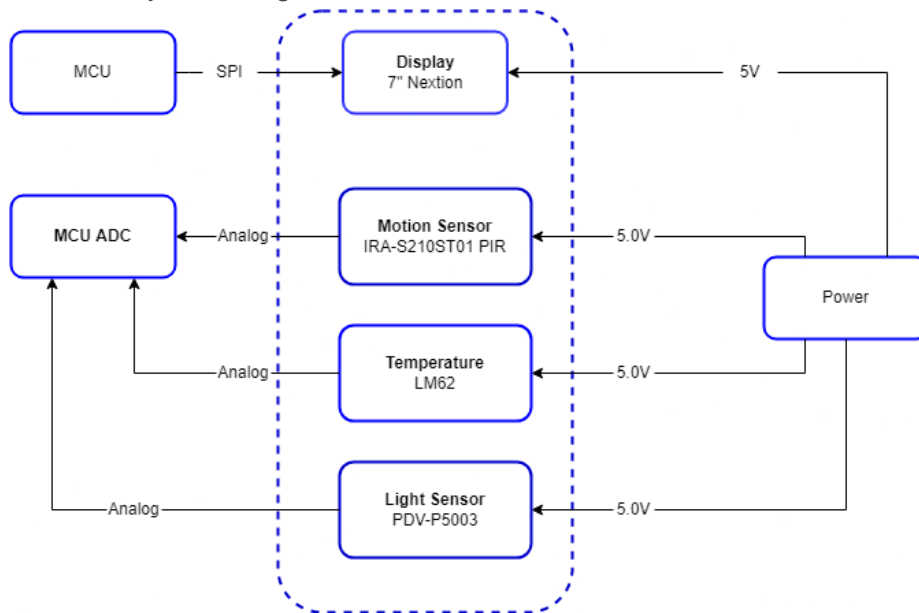 MCU
SPI
Display
7" Nextion
5V
MCU ADC
Analog
Motion Sensor
IRA-S210ST01 PIR
5.0V
Power
Analog
Temperature
LM62
5.0V
Analog
Light Sensor
PDV-P5003
5.0V